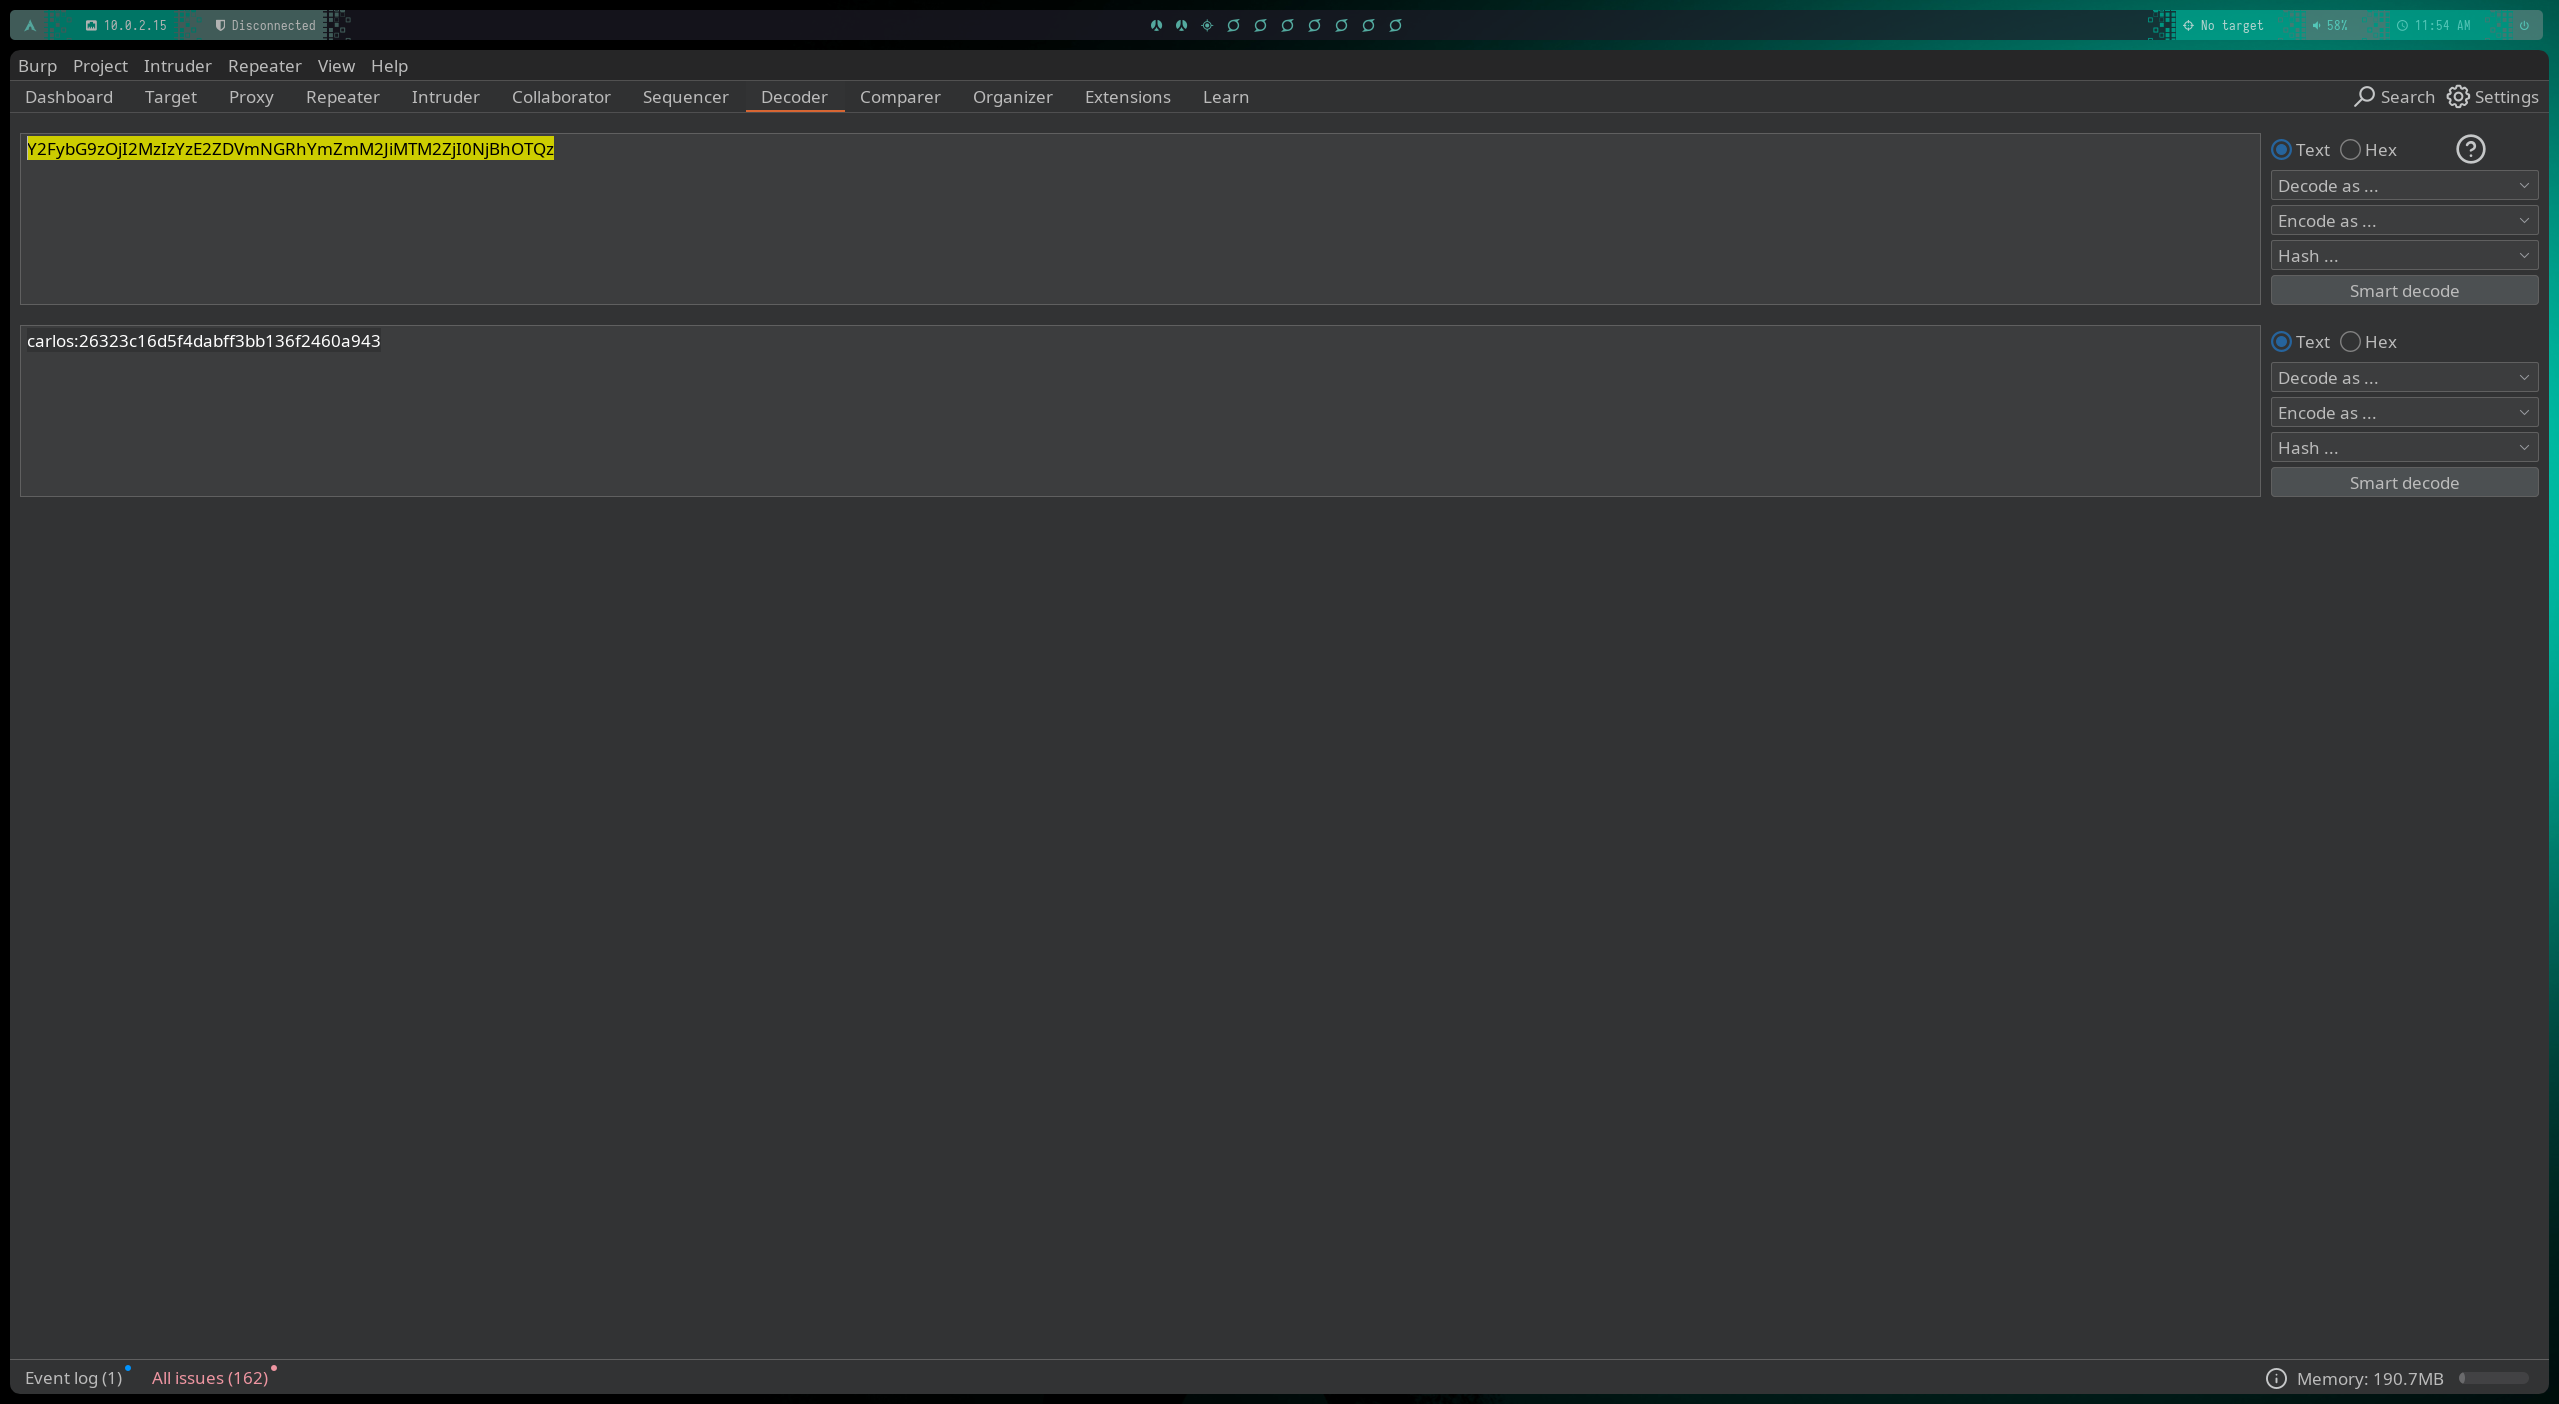 10.0.2.15 Disconnected No target 58% 11:54 AM
Burp Project Intruder Repeater View Help
Dashboard Target Proxy Repeater Intruder Collaborator Sequencer Decoder Comparer Organizer Extensions Learn Search Settings
Y2FybG9zOjI2MzIzYzE2ZDVmNGRhYmZmM2JiMTM2ZjI0NjBhOTQz
Text Hex
Decode as ...
Encode as ...
Hash ...
Smart decode
carlos:26323c16d5f4dabff3bb136f2460a943
Text Hex
Decode as ...
Encode as ...
Hash ...
Smart decode
Event log (1) All issues (162) Memory: 190.7MB